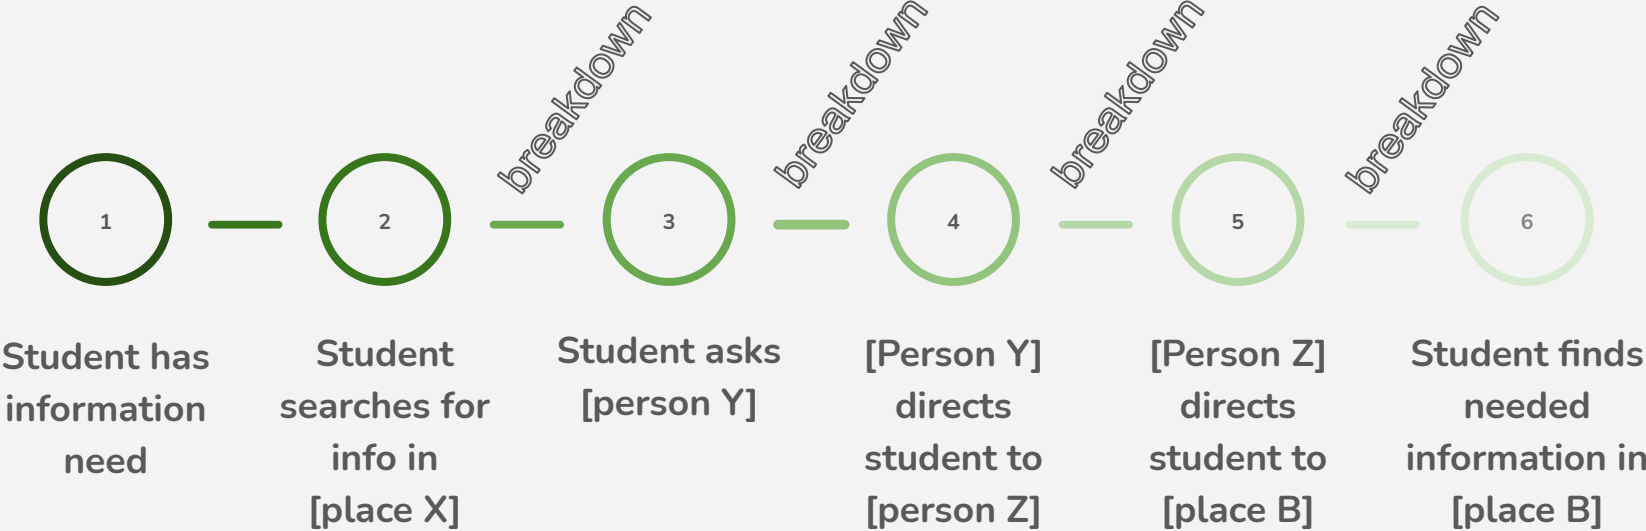 breakdown
breakdown
breakdown
breakdown
1
2
3
4
5
6
Student has
information
need
Student
searches for
info in
[place X]
Student asks
[person Y]
[Person Y]
directs
student to
[person Z]
[Person Z]
directs
student to
[place B]
Student finds
needed
information in
[place B]